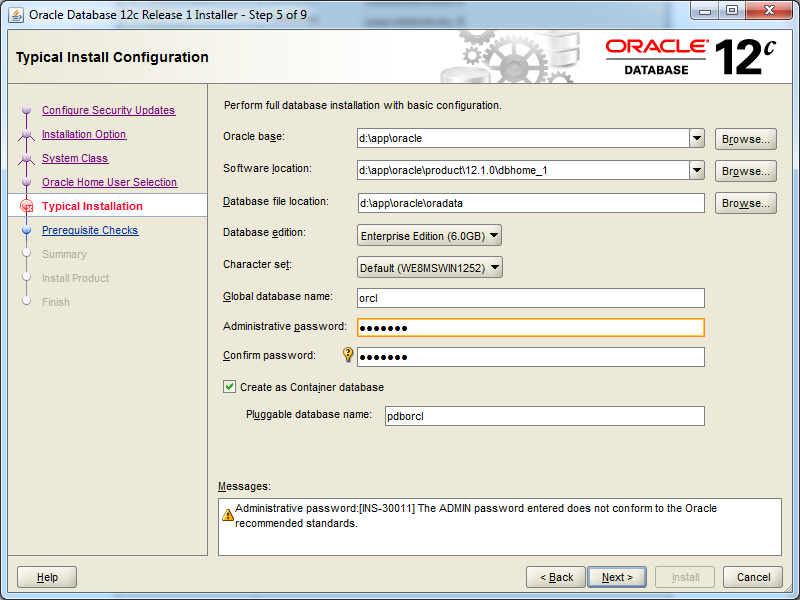 Oracle Database 12c Release 1 Installer - Step 5 of 9
Typical Install Configuration
ORACLE®
DATABASE
12c
Configure Security Updates
Installation Option
System Class
Oracle Home User Selection
Typical Installation
Prerequisite Checks
Summary
Install Product
Finish
Perform full database installation with basic configuration.
Oracle base: d:\app\oracle Browse...
Software location: d:\app\oracle\product\12.1.0\dbhome_1 Browse...
Database file location: d:\app\oracle\oradata Browse...
Database edition: Enterprise Edition (6.0GB)
Character set: Default (WE8MSWIN1252)
Global database name: orcl
Administrative password: ●●●●●●●
Confirm password: ●●●●●●●
Create as Container database
Pluggable database name: pdborcl
Messages:
Administrative password:[INS-30011] The ADMIN password entered does not conform to the Oracle
recommended standards.
Help < Back Next > Install Cancel